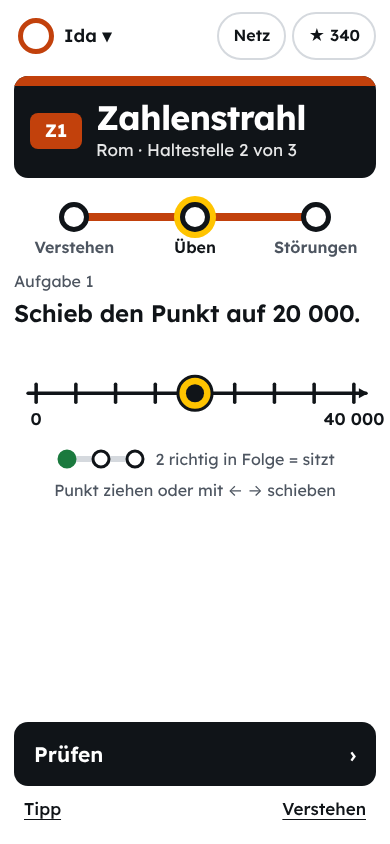 Ida ▾
Netz
★ 340
Z1
Zahlenstrahl
Rom · Haltestelle 2 von 3
Verstehen
Üben
Störungen
Aufgabe 1
Schieb den Punkt auf 20 000.
0
40 000
2 richtig in Folge = sitzt
Punkt ziehen oder mit ← → schieben
Prüfen ›
Tipp
Verstehen